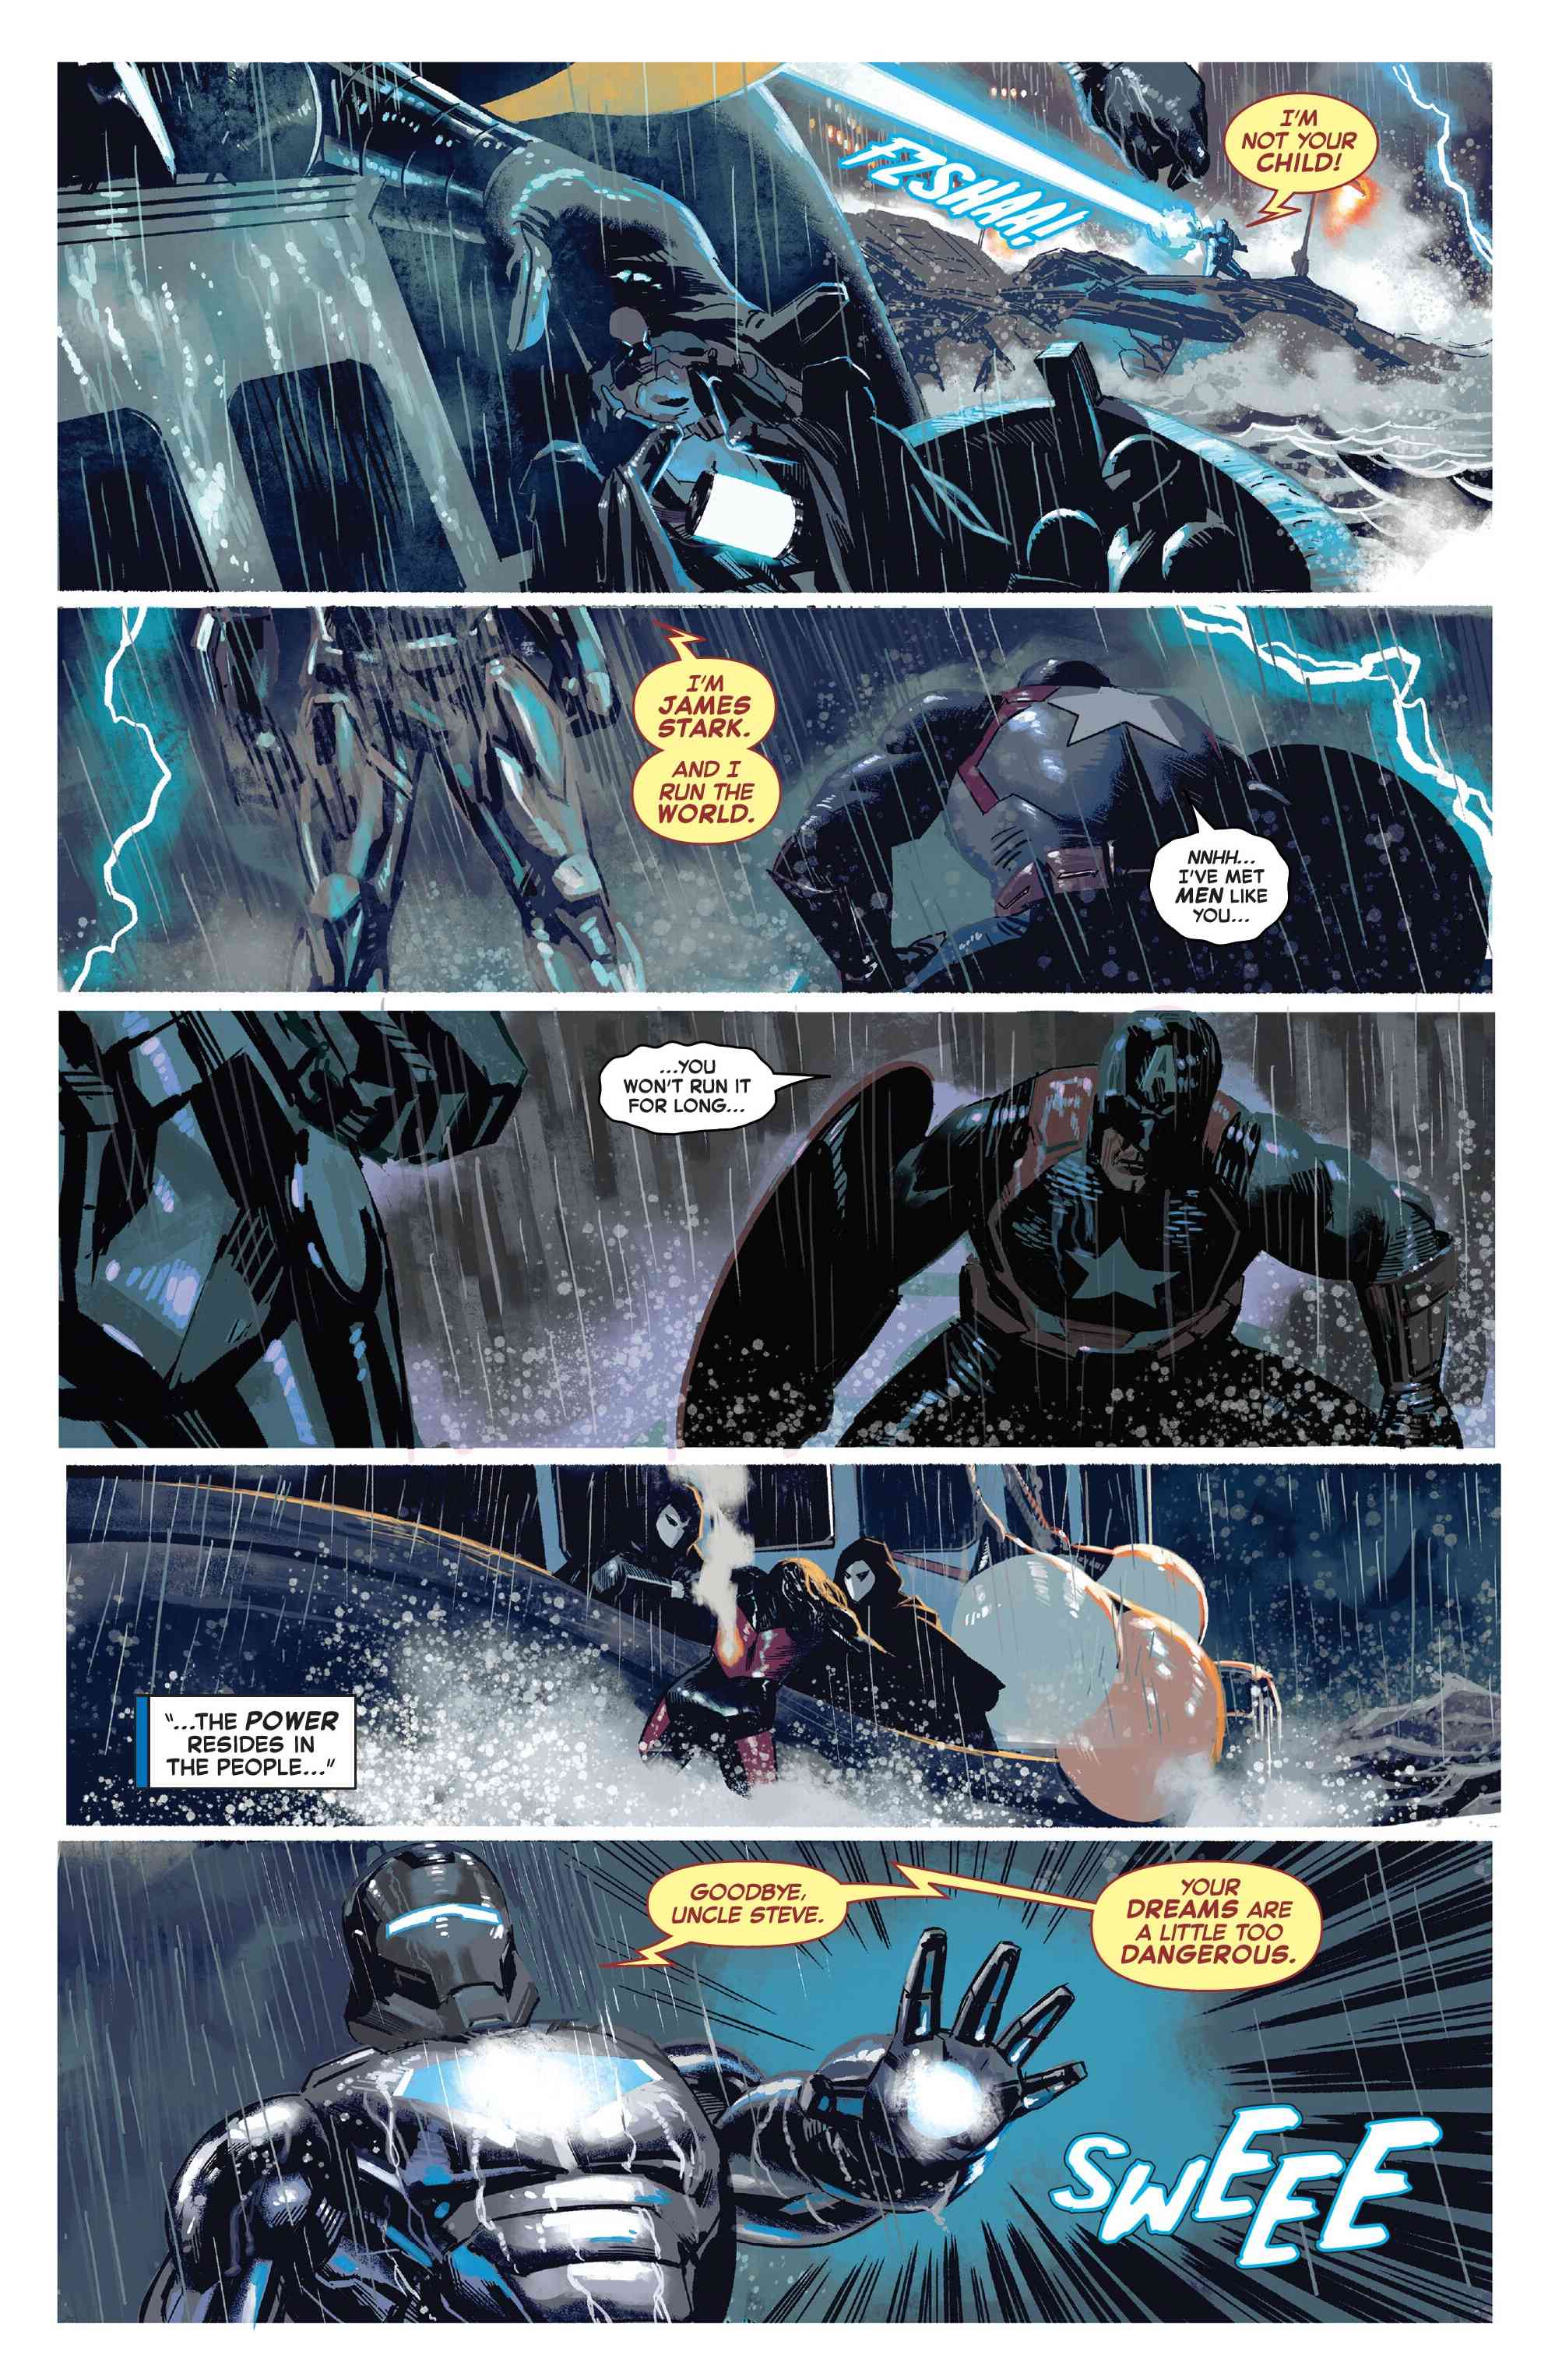 I'M
NOT YOUR
CHILD!
FZSHAAA!
I'M
JAMES
STARK.
AND I
RUN THE
WORLD.
NNHH...
I'VE MET
MEN LIKE
YOU...
...YOU
WON'T RUN IT
FOR LONG...
A
"...THE POWER
RESIDES IN
THE PEOPLE..."
GOODBYE,
UNCLE STEVE.
YOUR
DREAMS ARE
A LITTLE TOO
DANGEROUS.
SWEEE